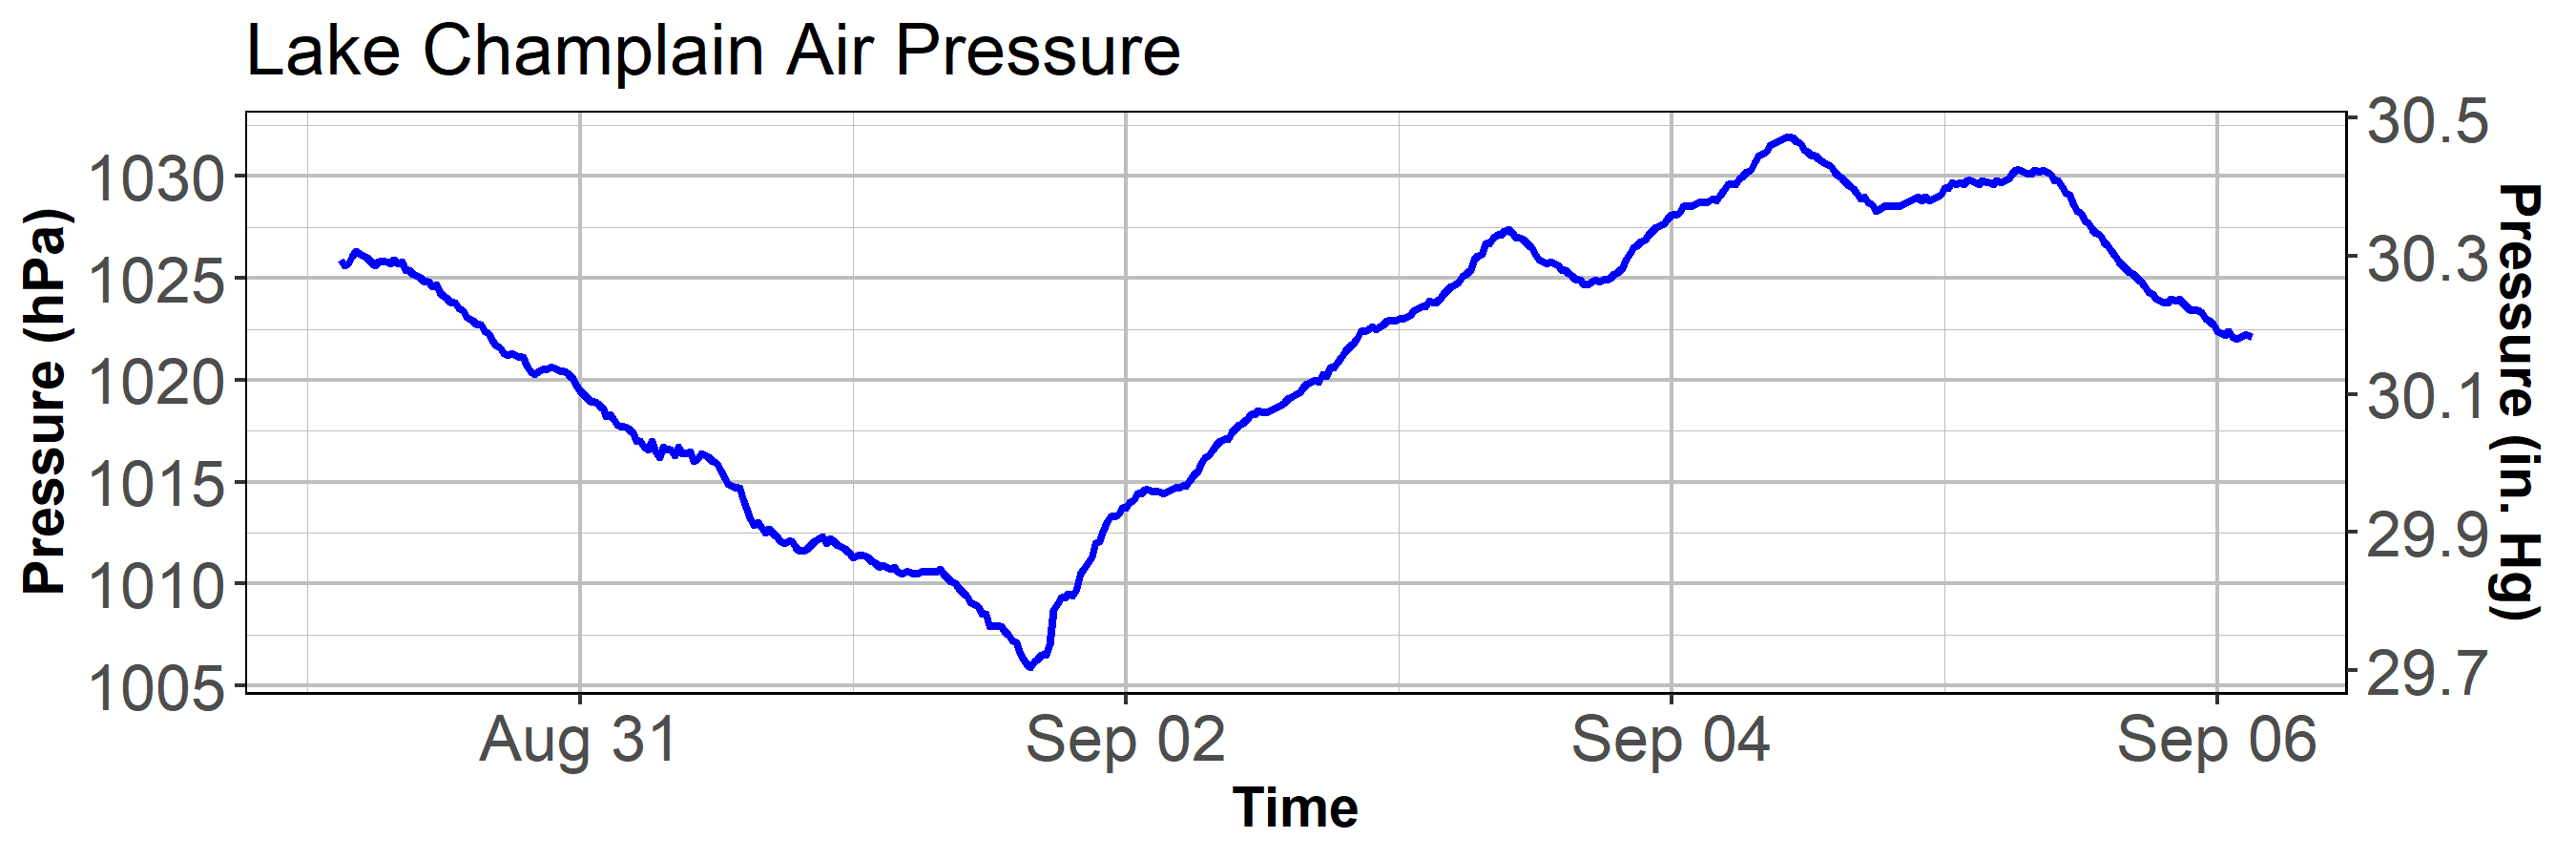 Lake Champlain Air Pressure
Pressure (hPa)
1030
1025
1020
1015
1010
1005
30.5
30.3
30.1
29.9
29.7
Pressure (in. Hg)
Aug 31
Sep 02
Sep 04
Sep 06
Time